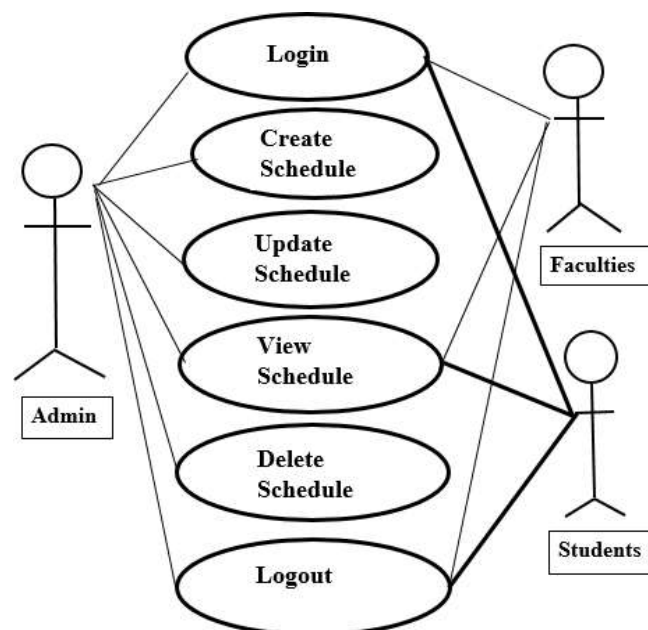 Login
Create
Schedule
Update
Schedule
View
Schedule
Delete
Schedule
Logout
Admin
Faculties
Students